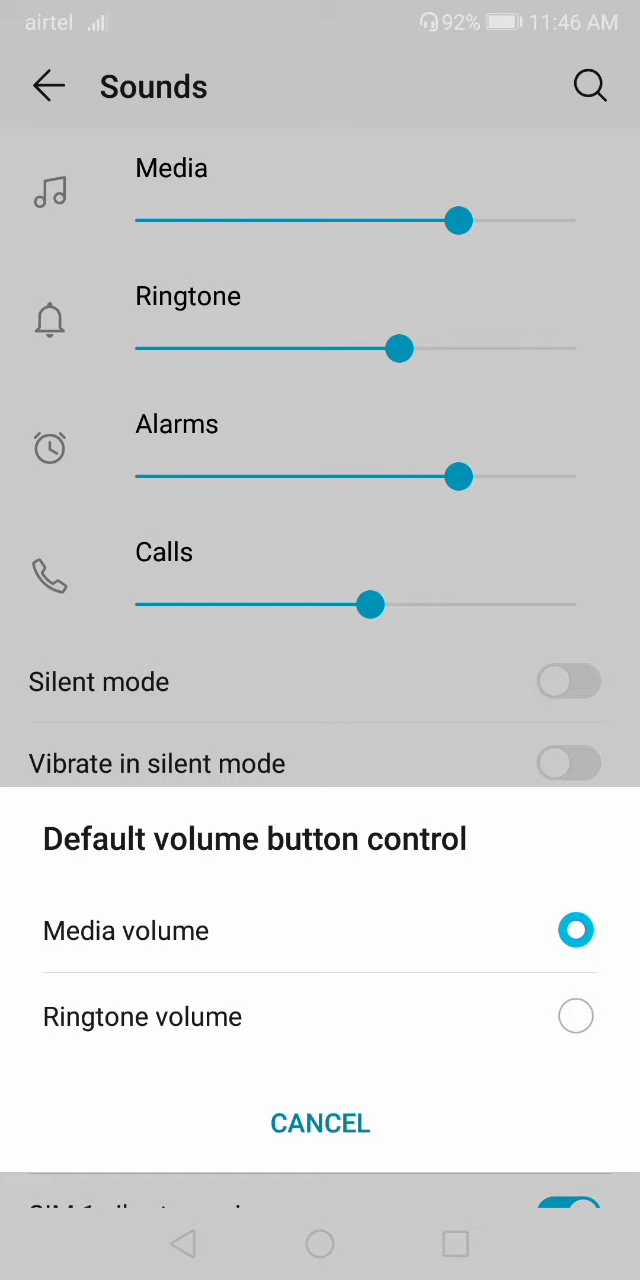 airtel 92% 11:46 AM
Sounds
Media
Ringtone
Alarms
Calls
Silent mode
Vibrate in silent mode
Default volume button control
Media volume
Ringtone volume
CANCEL